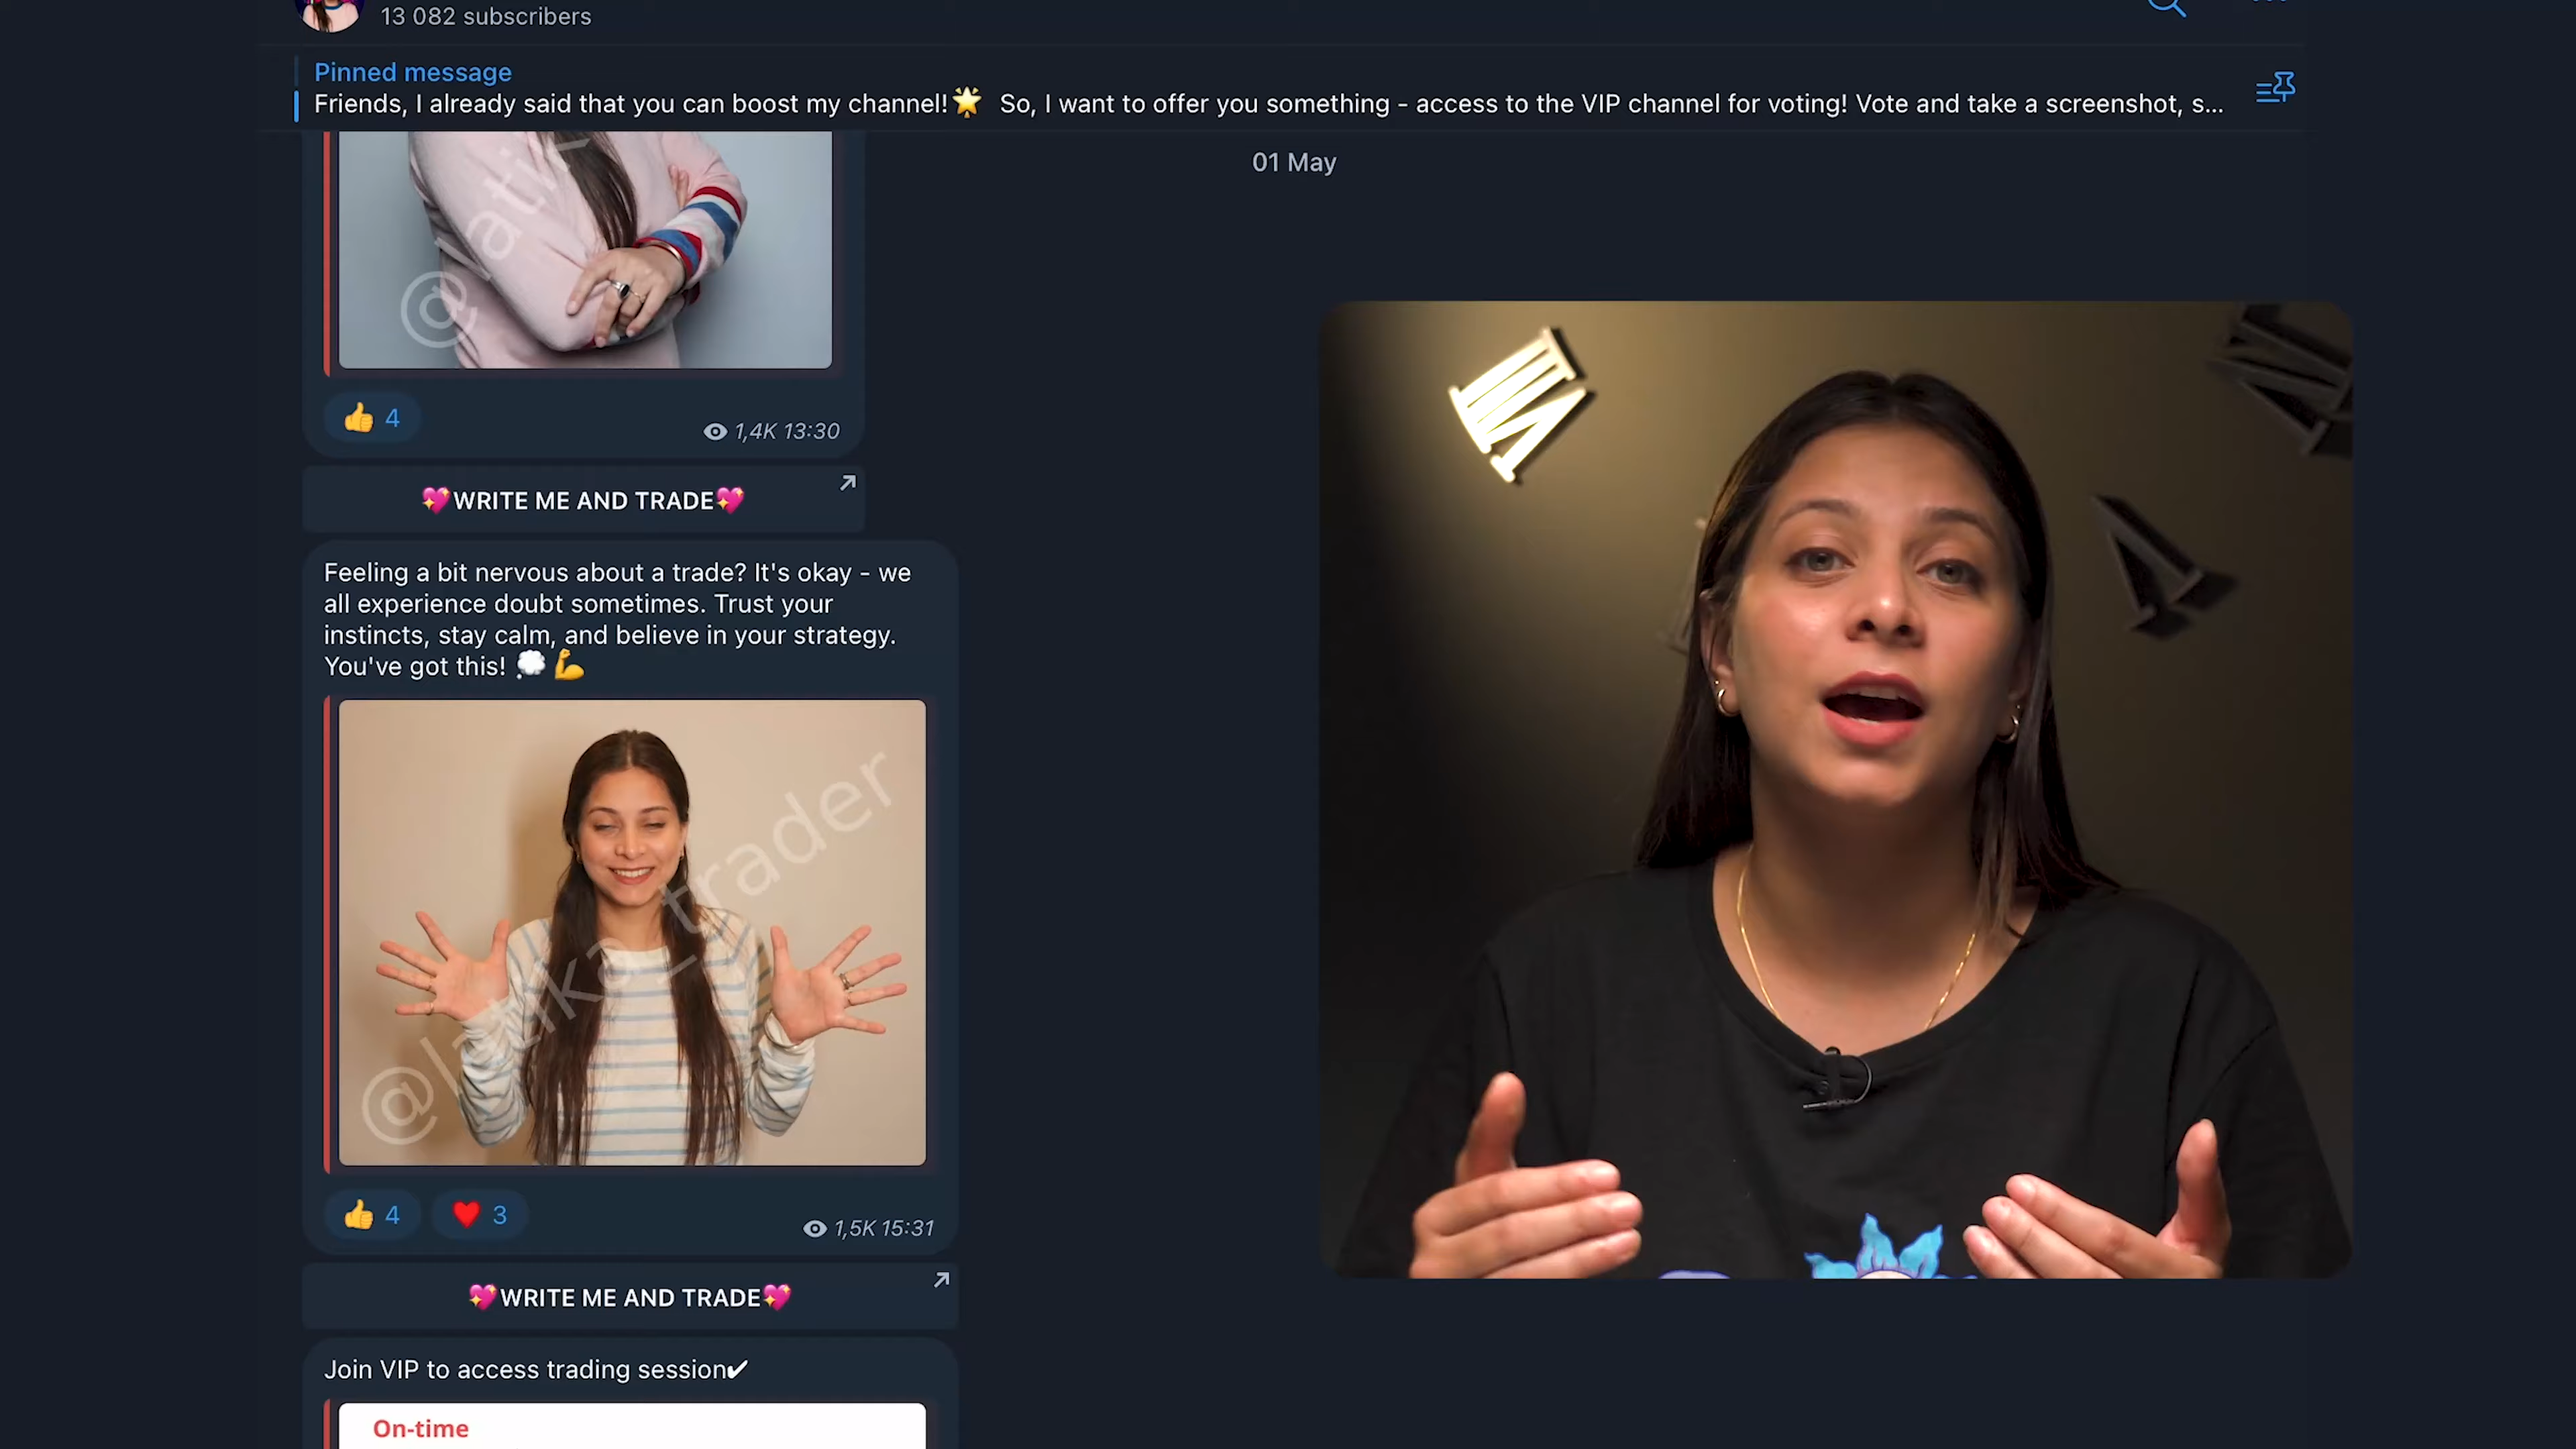 13 082 subscribers
Pinned message
Friends, I already said that you can boost my channel!🌟 So, I want to offer you something - access to the VIP channel for voting! Vote and take a screenshot, s...
01 May
@latik
👍 4
1,4K 13:30
💖WRITE ME AND TRADE💖
Feeling a bit nervous about a trade? It's okay - we
all experience doubt sometimes. Trust your
instincts, stay calm, and believe in your strategy.
You've got this! 💭 💪
@latika_trader
👍 4 ❤️ 3
1,5K 15:31
💖WRITE ME AND TRADE💖
Join VIP to access trading session✔
On-time
VIII
V